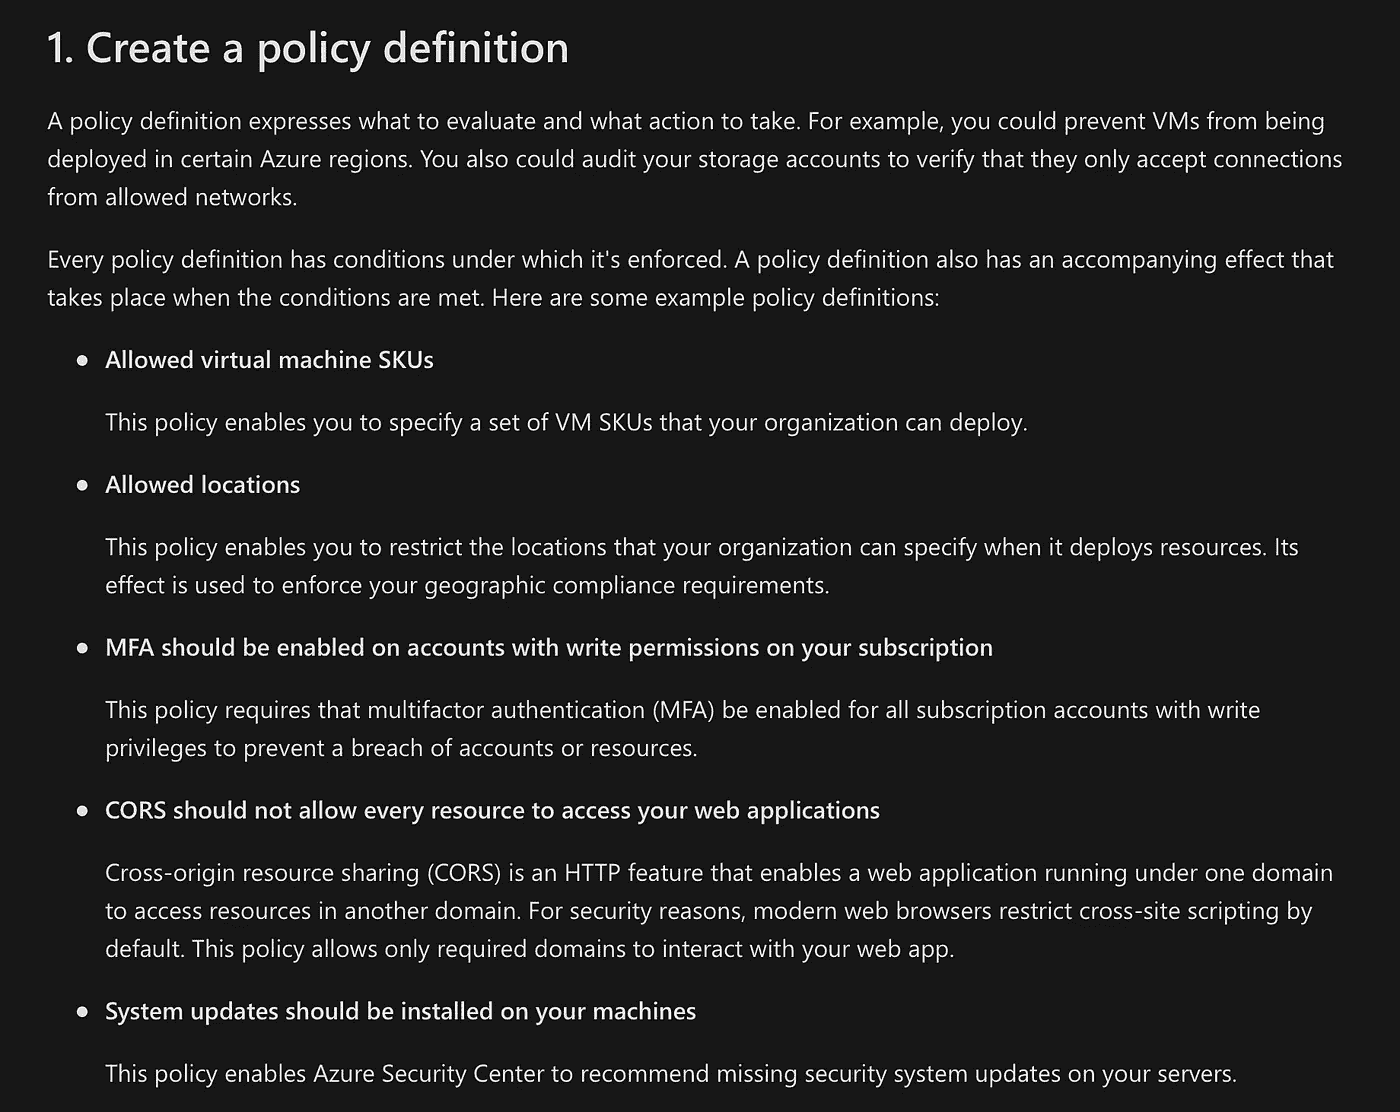 1. Create a policy definition
A policy definition expresses what to evaluate and what action to take. For example, you could prevent VMs from being
deployed in certain Azure regions. You also could audit your storage accounts to verify that they only accept connections
from allowed networks.
Every policy definition has conditions under which it's enforced. A policy definition also has an accompanying effect that
takes place when the conditions are met. Here are some example policy definitions:
• Allowed virtual machine SKUs
This policy enables you to specify a set of VM SKUs that your organization can deploy.
• Allowed locations
This policy enables you to restrict the locations that your organization can specify when it deploys resources. Its
effect is used to enforce your geographic compliance requirements.
• MFA should be enabled on accounts with write permissions on your subscription
This policy requires that multifactor authentication (MFA) be enabled for all subscription accounts with write
privileges to prevent a breach of accounts or resources.
• CORS should not allow every resource to access your web applications
Cross-origin resource sharing (CORS) is an HTTP feature that enables a web application running under one domain
to access resources in another domain. For security reasons, modern web browsers restrict cross-site scripting by
default. This policy allows only required domains to interact with your web app.
• System updates should be installed on your machines
This policy enables Azure Security Center to recommend missing security system updates on your servers.